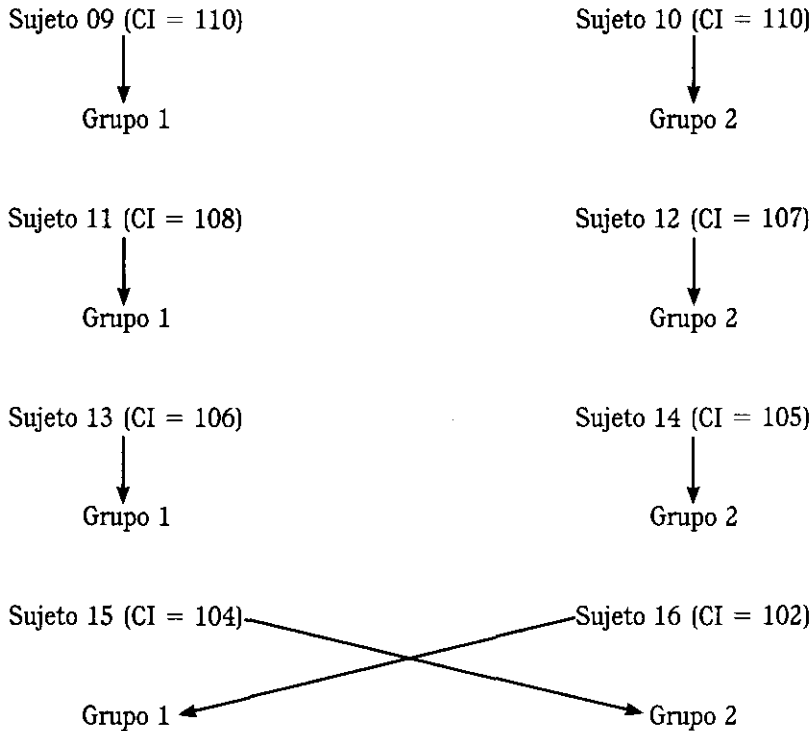 Sujeto 09 (CI = 110) Sujeto 10 (CI = 110)
Grupo 1 Grupo 2
Sujeto 11 (CI = 108) Sujeto 12 (CI = 107)
Grupo 1 Grupo 2
Sujeto 13 (CI = 106) Sujeto 14 (CI = 105)
Grupo 1 Grupo 2
Sujeto 15 (CI = 104) Sujeto 16 (CI = 102)
Grupo 1 Grupo 2